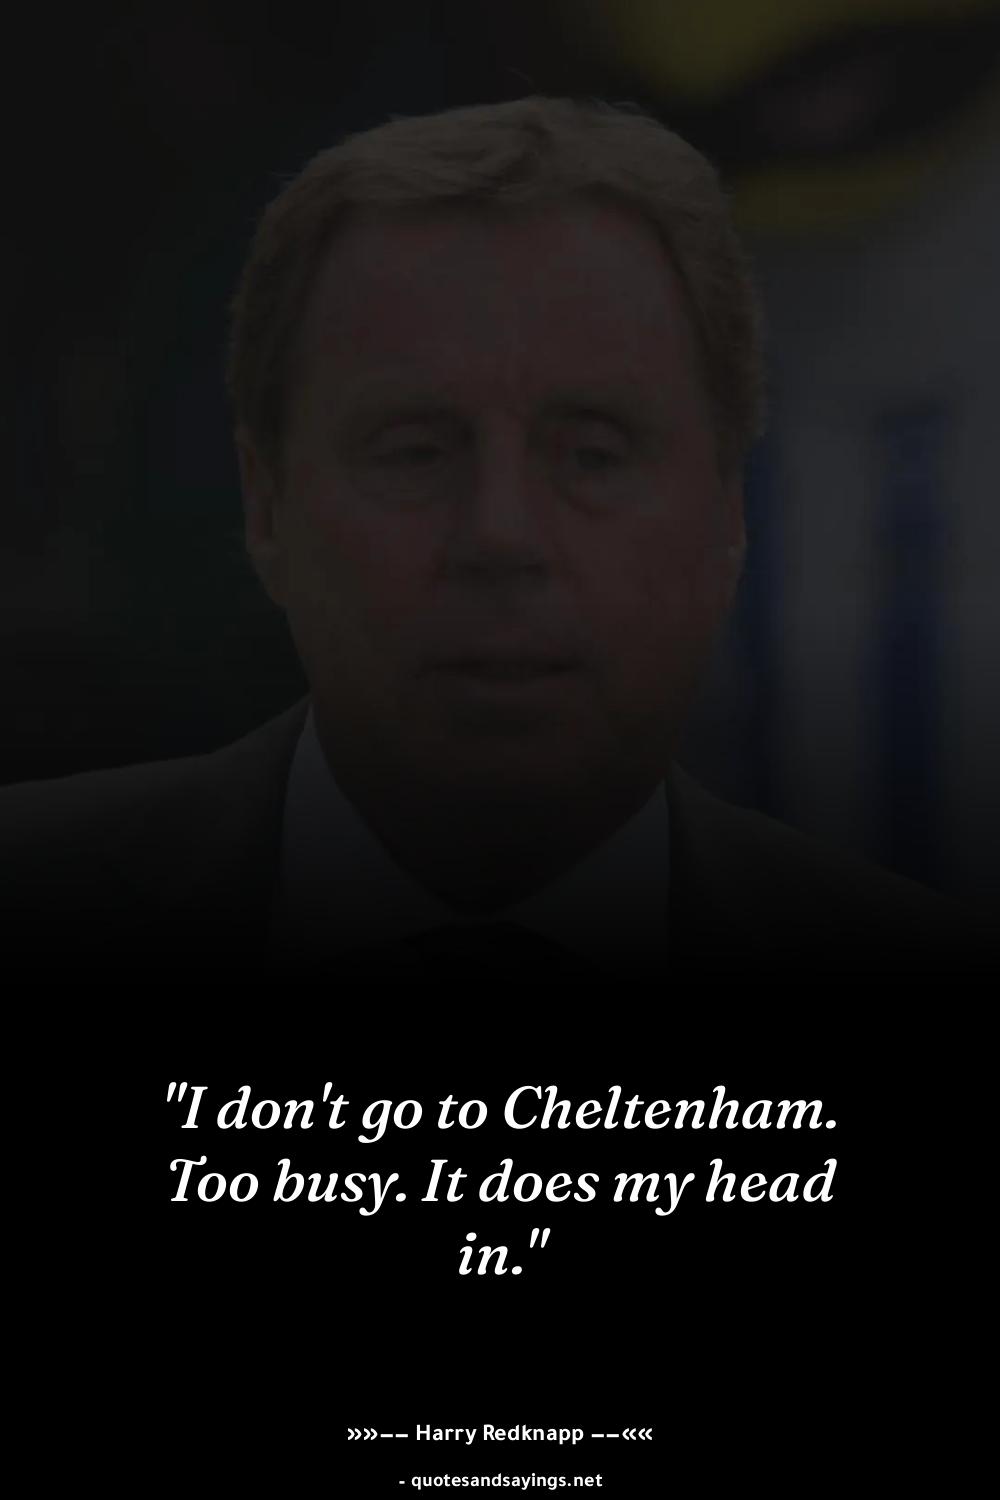 "I don't go to Cheltenham.
Too busy. It does my head
in."
»»−− Harry Redknapp −−««
- quotesandsayings.net